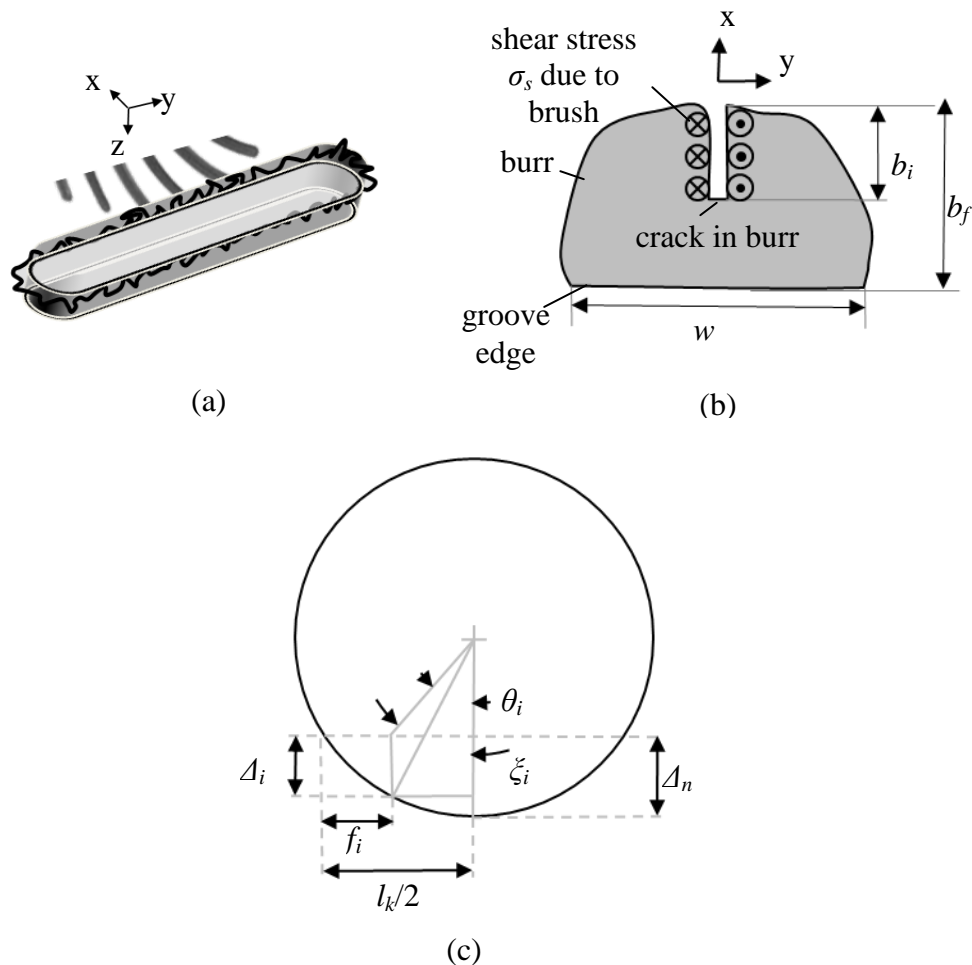 x
y
z
(a)
shear stress
σs due to
brush
x
y
burr
bi
bf
crack in burr
groove
edge
w
(b)
θi
ξi
Δi
Δn
fi
lk/2
(c)